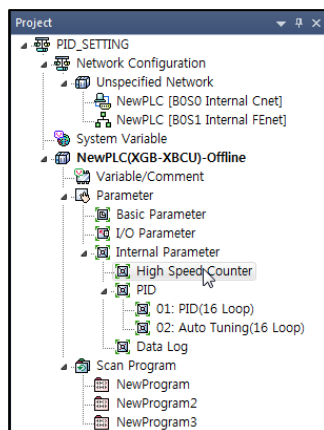 Project
PID_SETTING
Network Configuration
Unspecified Network
NewPLC [B0S0 Internal Cnet]
NewPLC [B0S1 Internal FEnet]
System Variable
NewPLC(XGB-XBCU)-Offline
Variable/Comment
Parameter
Basic Parameter
I/O Parameter
Internal Parameter
High Speed Counter
PID
01: PID(16 Loop)
02: Auto Tuning(16 Loop)
Data Log
Scan Program
NewProgram
NewProgram2
NewProgram3